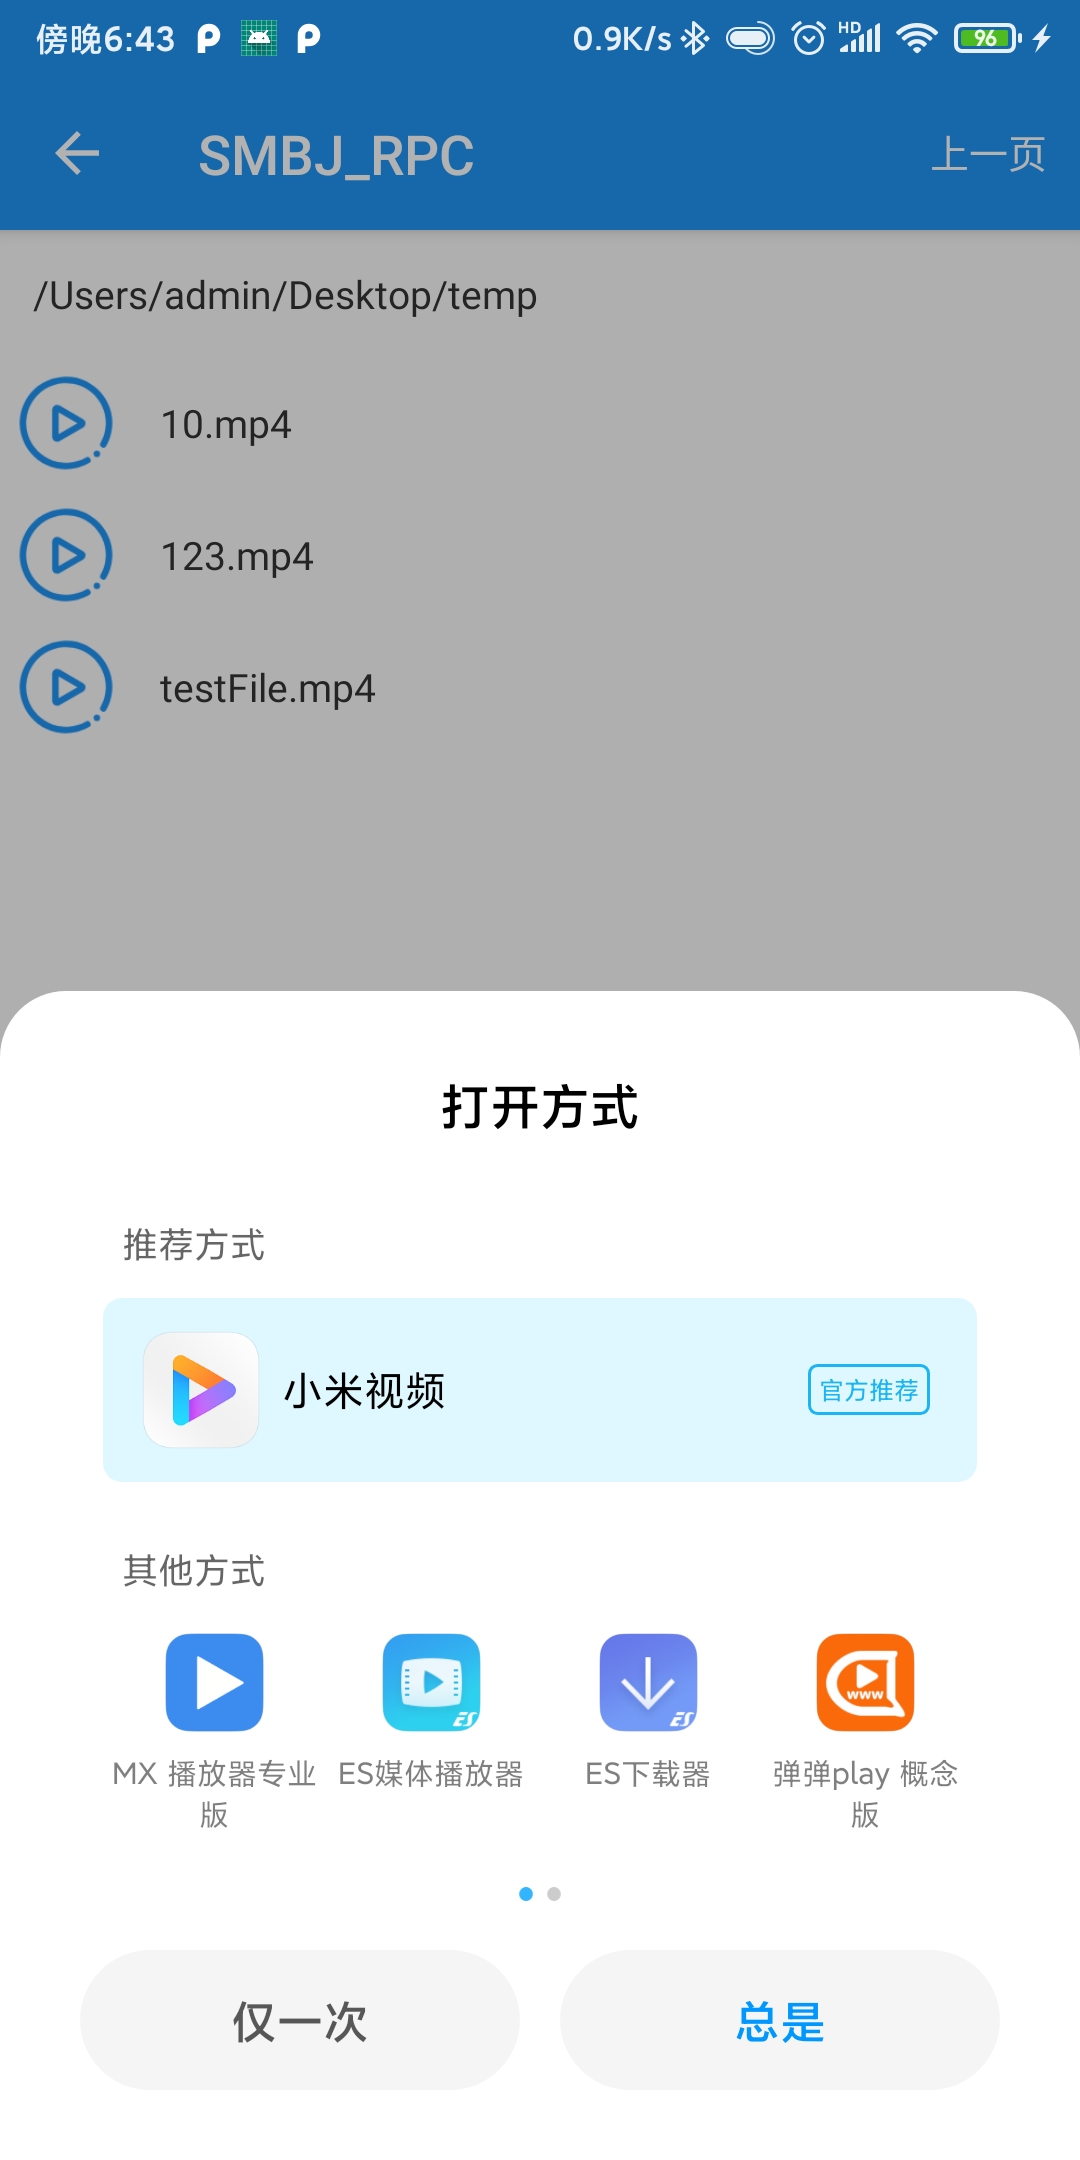 傍晚6:43
0.9K/s
HD
96
SMBJ_RPC
上一页
/Users/admin/Desktop/temp
10.mp4
123.mp4
testFile.mp4
打开方式
推荐方式
小米视频
官方推荐
其他方式
www
ES
ES
MX 播放器专业版
ES媒体播放器
ES下载器
弹弹play 概念版
仅一次
总是